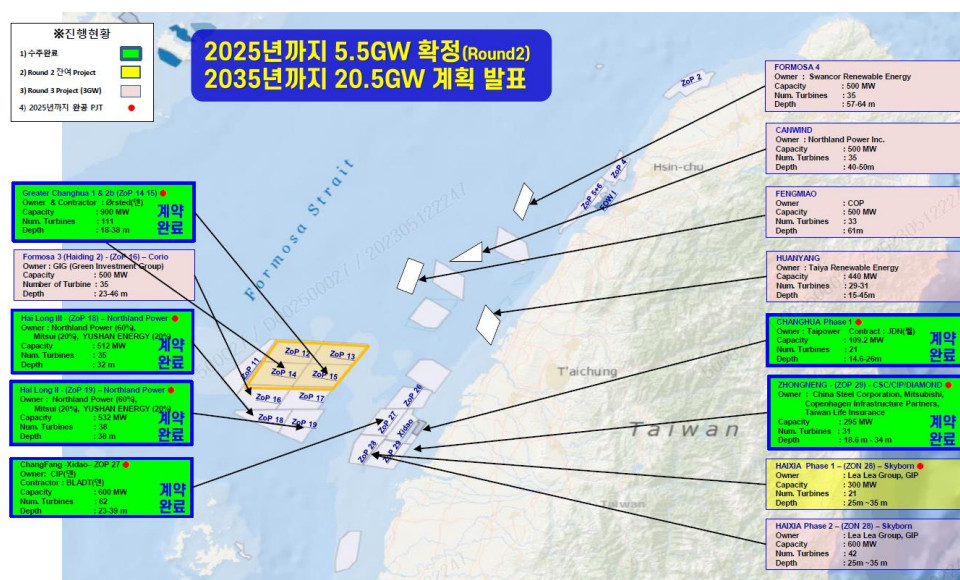 ※진행현황
1) 수주완료
2) Round 2 잔여 Project
3) Round 3 Project (3GW)
4) 2025년까지 완공 PJT
2025년까지 5.5GW 확정(Round2)
2035년까지 20.5GW 계획 발표
Greater Changhua 1 & 2b (ZoP 14 15)
Owner & Contractor : Ørsted(덴)
Capacity : 900 MW
Num. Turbines : 111
Depth : 18-38 m
계약
완료
Formosa 3 (Haiding 2) - (ZoP 16) – Corio
Owner : GIG (Green Investment Group)
Capacity : 500 MW
Number of Turbine : 35
Depth : 23-46 m
Hai Long III - (ZoP 18) – Northland Power
Owner : Northland Power (60%),
Mitsui (20%), YUSHAN ENERGY (20%)
Capacity : 512 MW
Num. Turbines : 35
Depth : 32 m
계약
완료
Hai Long II - (ZoP 19) – Northland Power
Owner : Northland Power (60%),
Mitsui (20%), YUSHAN ENERGY (20%)
Capacity : 532 MW
Num. Turbines : 38
Depth : 38 m
계약
완료
ChangFang -Xidao– ZOP 27
Owner: CIP(덴)
Contractor : BLADT(덴)
Capacity : 600 MW
Num. Turbines : 62
Depth : 23-39 m
계약
완료
Formosa Strait
ZoP 2
Hsin-chu
ZoP 4
ZoP 5+6
ZoP 11
ZoP 12
ZoP 13
ZoP 14
ZoP 15
ZoP 16
ZoP 17
ZoP 18
ZoP 19
ZoP 26
ZoP 27
Xidao
ZoP 28
ZoP 29
T'aichung
Taiwan
Taiwan
FORMOSA 4
Owner : Swancor Renewable Energy
Capacity : 500 MW
Num. Turbines : 35
Depth : 57-64 m
CANWIND
Owner : Northland Power Inc.
Capacity : 500 MW
Num. Turbines : 35
Depth : 40-50m
FENGMIAO
Owner : COP
Capacity : 500 MW
Num. Turbines : 33
Depth : 61m
HUANYANG
Owner : Taiya Renewable Energy
Capacity : 440 MW
Num. Turbines : 29-31
Depth : 15-45m
CHANGHUA Phase 1
Owner : Taipower Contract : JDN(벨)
Capacity : 109.2 MW
Num. Turbines : 21
Depth : 14.6-26m
계약
완료
ZHONGNENG - (ZOP 29) - CSC/CIP/DIAMOND
Owner : China Steel Corporation, Mitsubishi,
Copenhagen Infrastructure Partners,
Taiwan Life Insurance
Capacity : 295 MW
Num. Turbines : 31
Depth : 18.6 m - 34 m
계약
완료
HAIXIA Phase 1 – (ZON 28) – Skyborn
Owner : Lea Lea Group, GIP
Capacity : 300 MW
Num. Turbines : 21
Depth : 25m ~35 m
HAIXIA Phase 2 – (ZON 28) – Skyborn
Owner : Lea Lea Group, GIP
Capacity : 600 MW
Num. Turbines : 42
Depth : 25m ~35 m